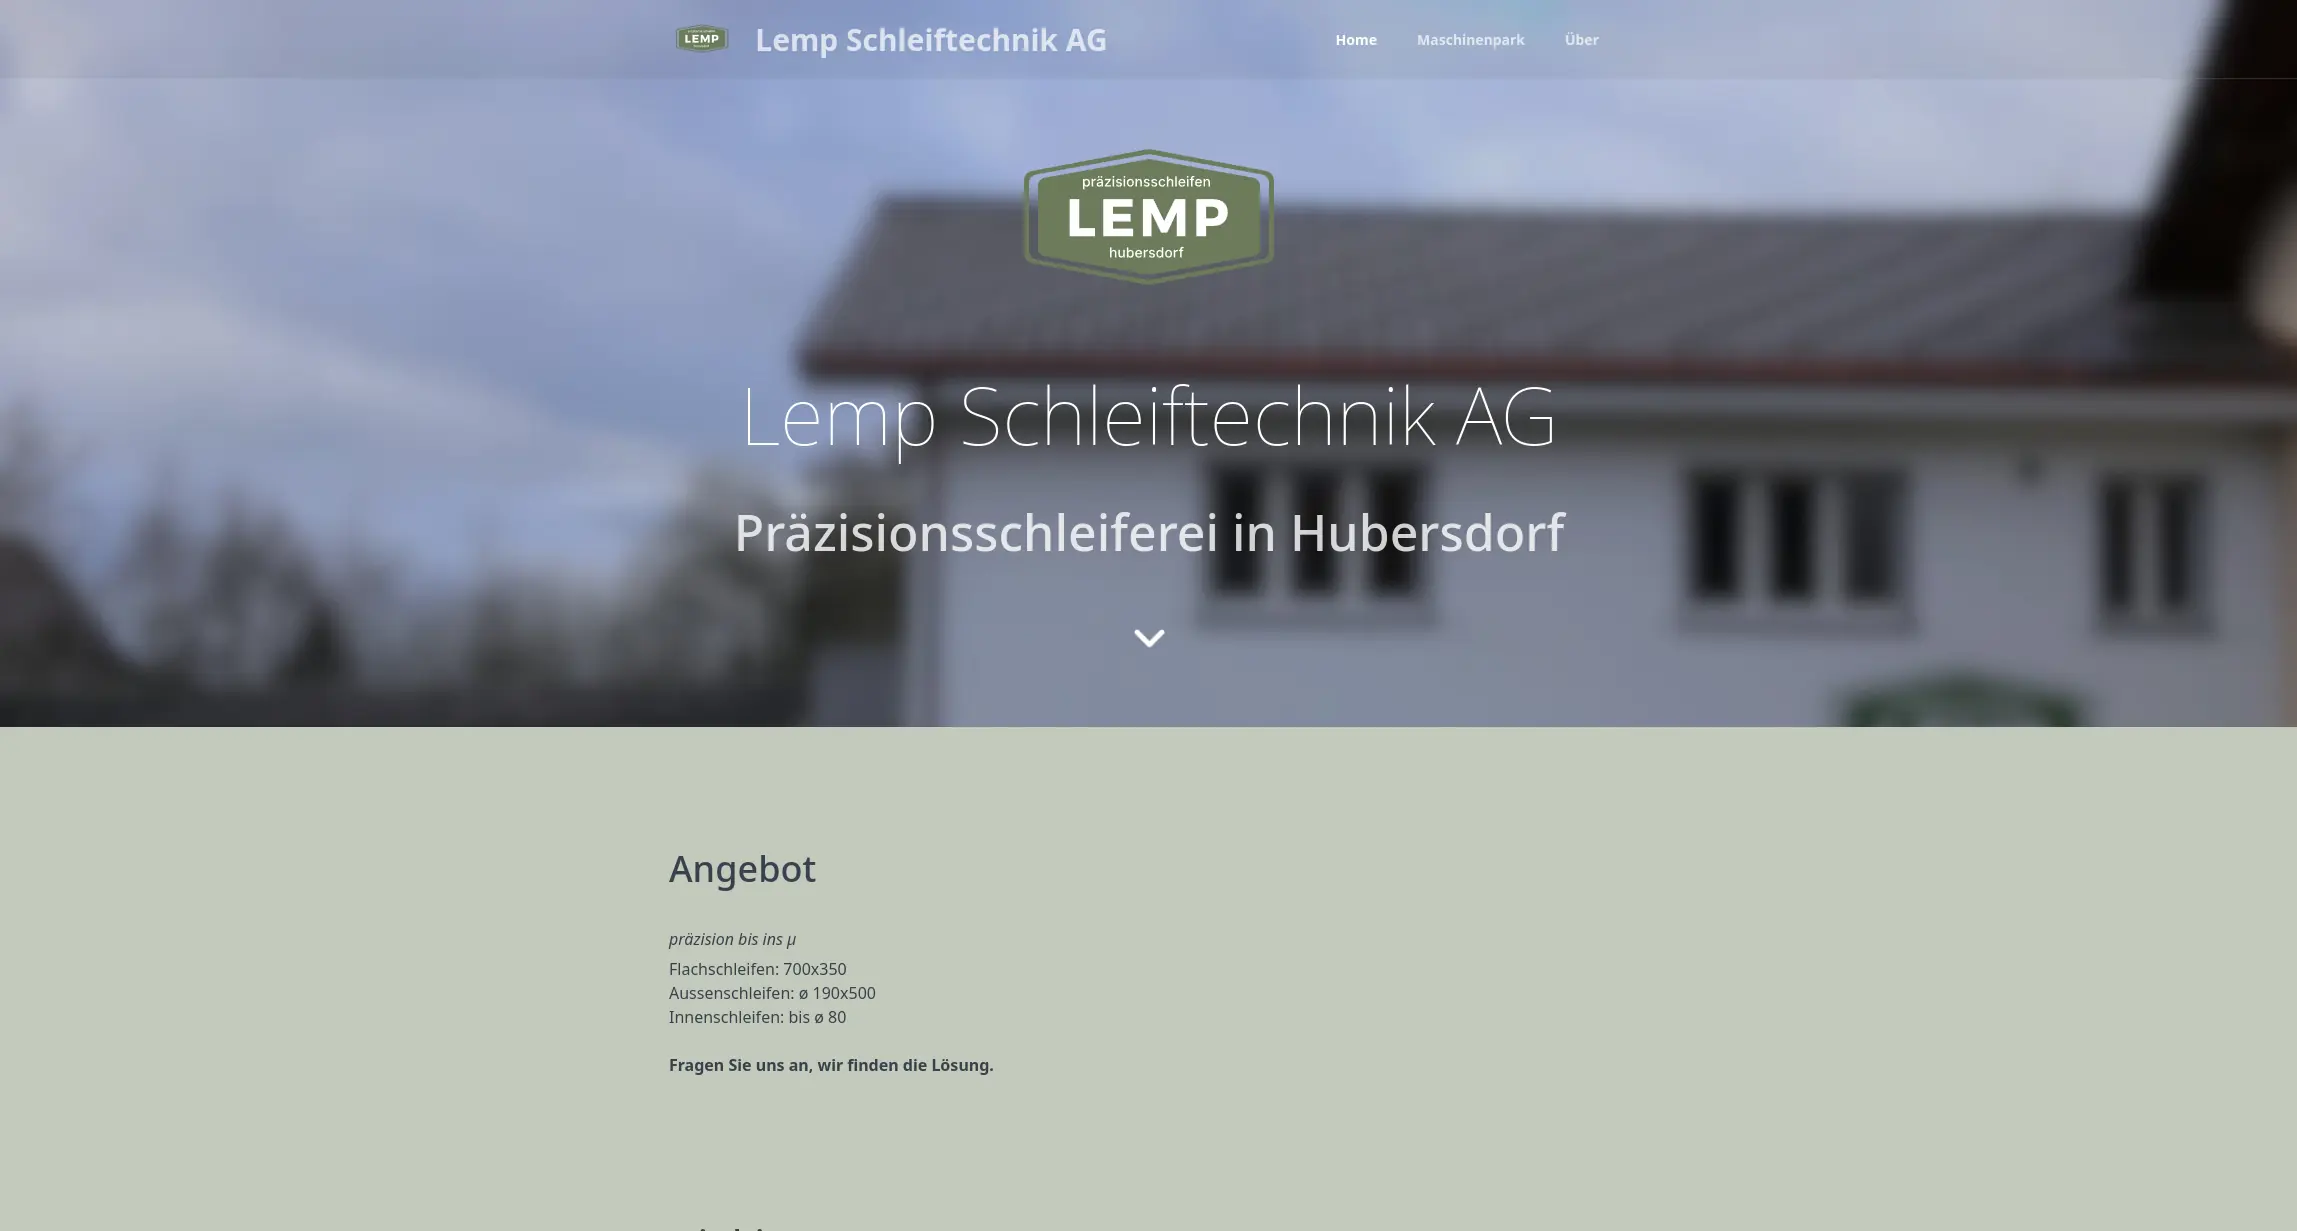 LEMP
Lemp Schleiftechnik AG
Home
Maschinenpark
Über
präzisionsschleifen
LEMP
hubersdorf
Lemp Schleiftechnik AG
Präzisionsschleiferei in Hubersdorf
Angebot
präzision bis ins µ
Flachschleifen: 700x350
Aussenschleifen: ø 190x500
Innenschleifen: bis ø 80
Fragen Sie uns an, wir finden die Lösung.